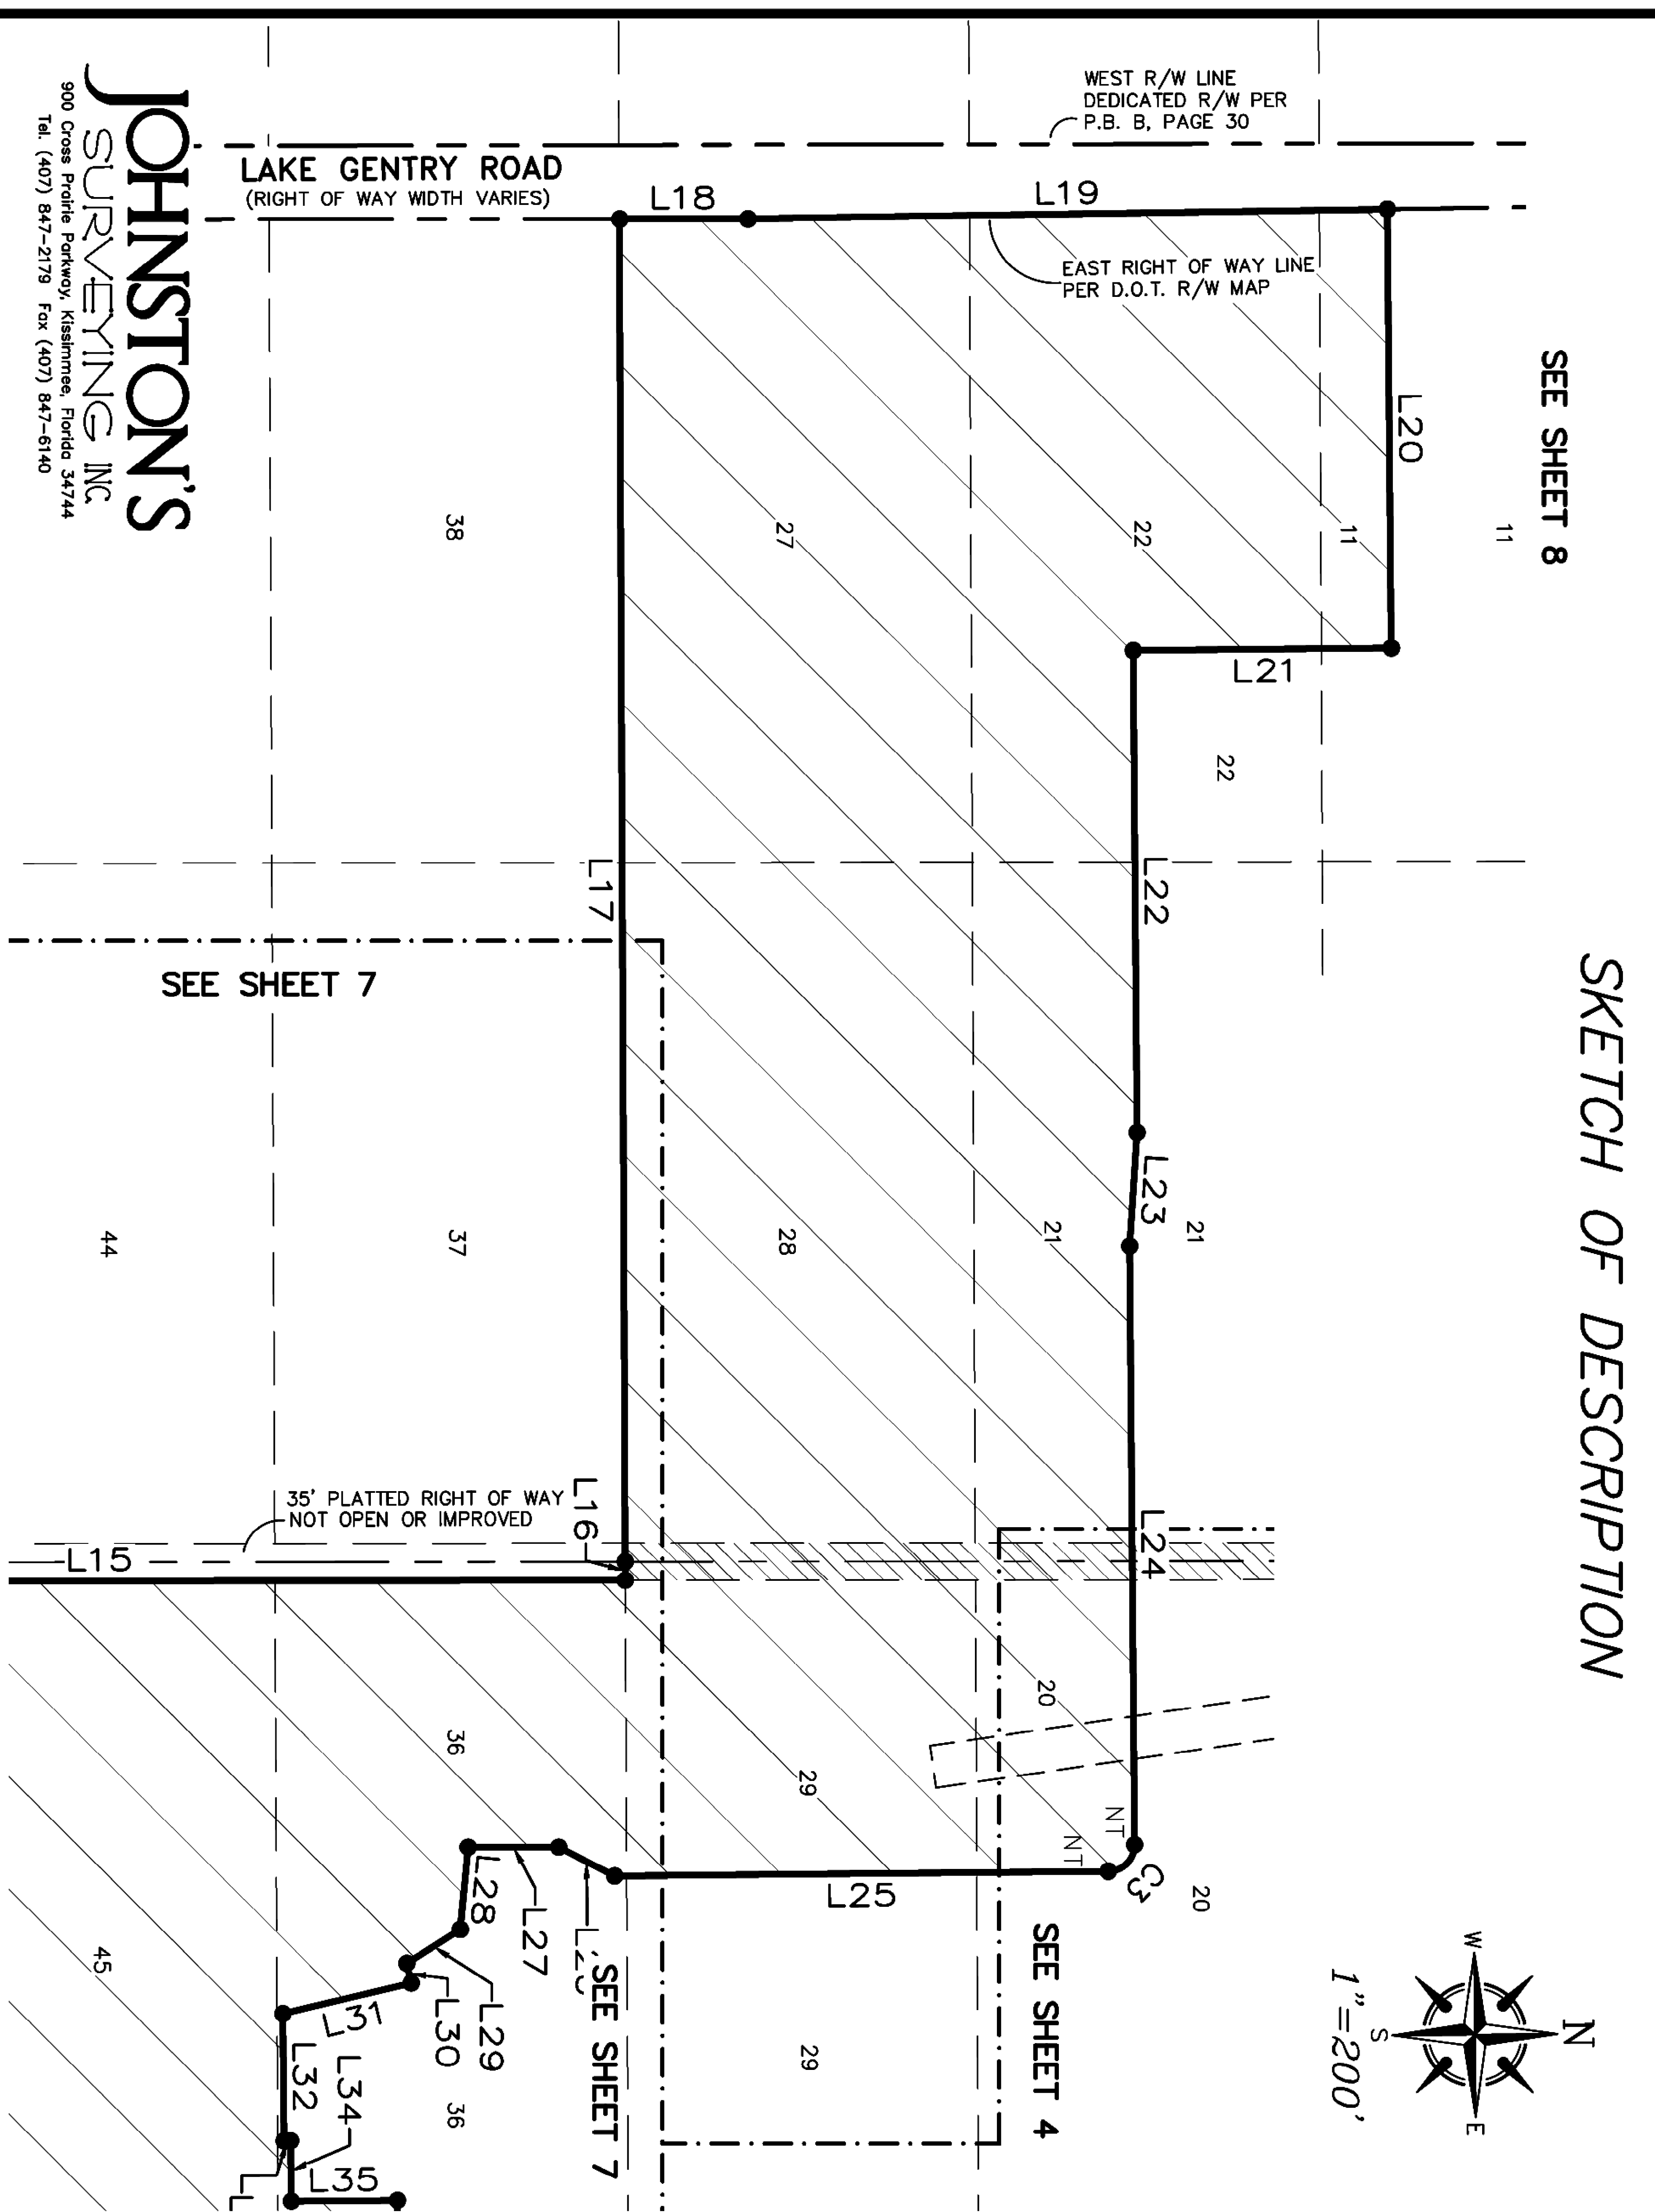 SKETCH OF DESCRIPTION
N
W
E
S
1"=200'
SEE SHEET 8
11
11
WEST R/W LINE
DEDICATED R/W PER
P.B. B, PAGE 30
LAKE GENTRY ROAD
(RIGHT OF WAY WIDTH VARIES)
L18
L19
EAST RIGHT OF WAY LINE
PER D.O.T. R/W MAP
L20
L21
22
22
27
38
L22
L17
SEE SHEET 7
L23
21
21
28
37
44
L24
L16
35' PLATTED RIGHT OF WAY
NOT OPEN OR IMPROVED
L15
20
20
NT
NT
C3
29
29
L25
SEE SHEET 4
SEE SHEET 7
36
36
L27
L28
L29
L30
L31
L32
L34
L35
45
JOHNSTON'S
SURVEYING INC.
900 Cross Prairie Parkway, Kissimmee, Florida 34744
Tel. (407) 847-2179 Fax (407) 847-6140